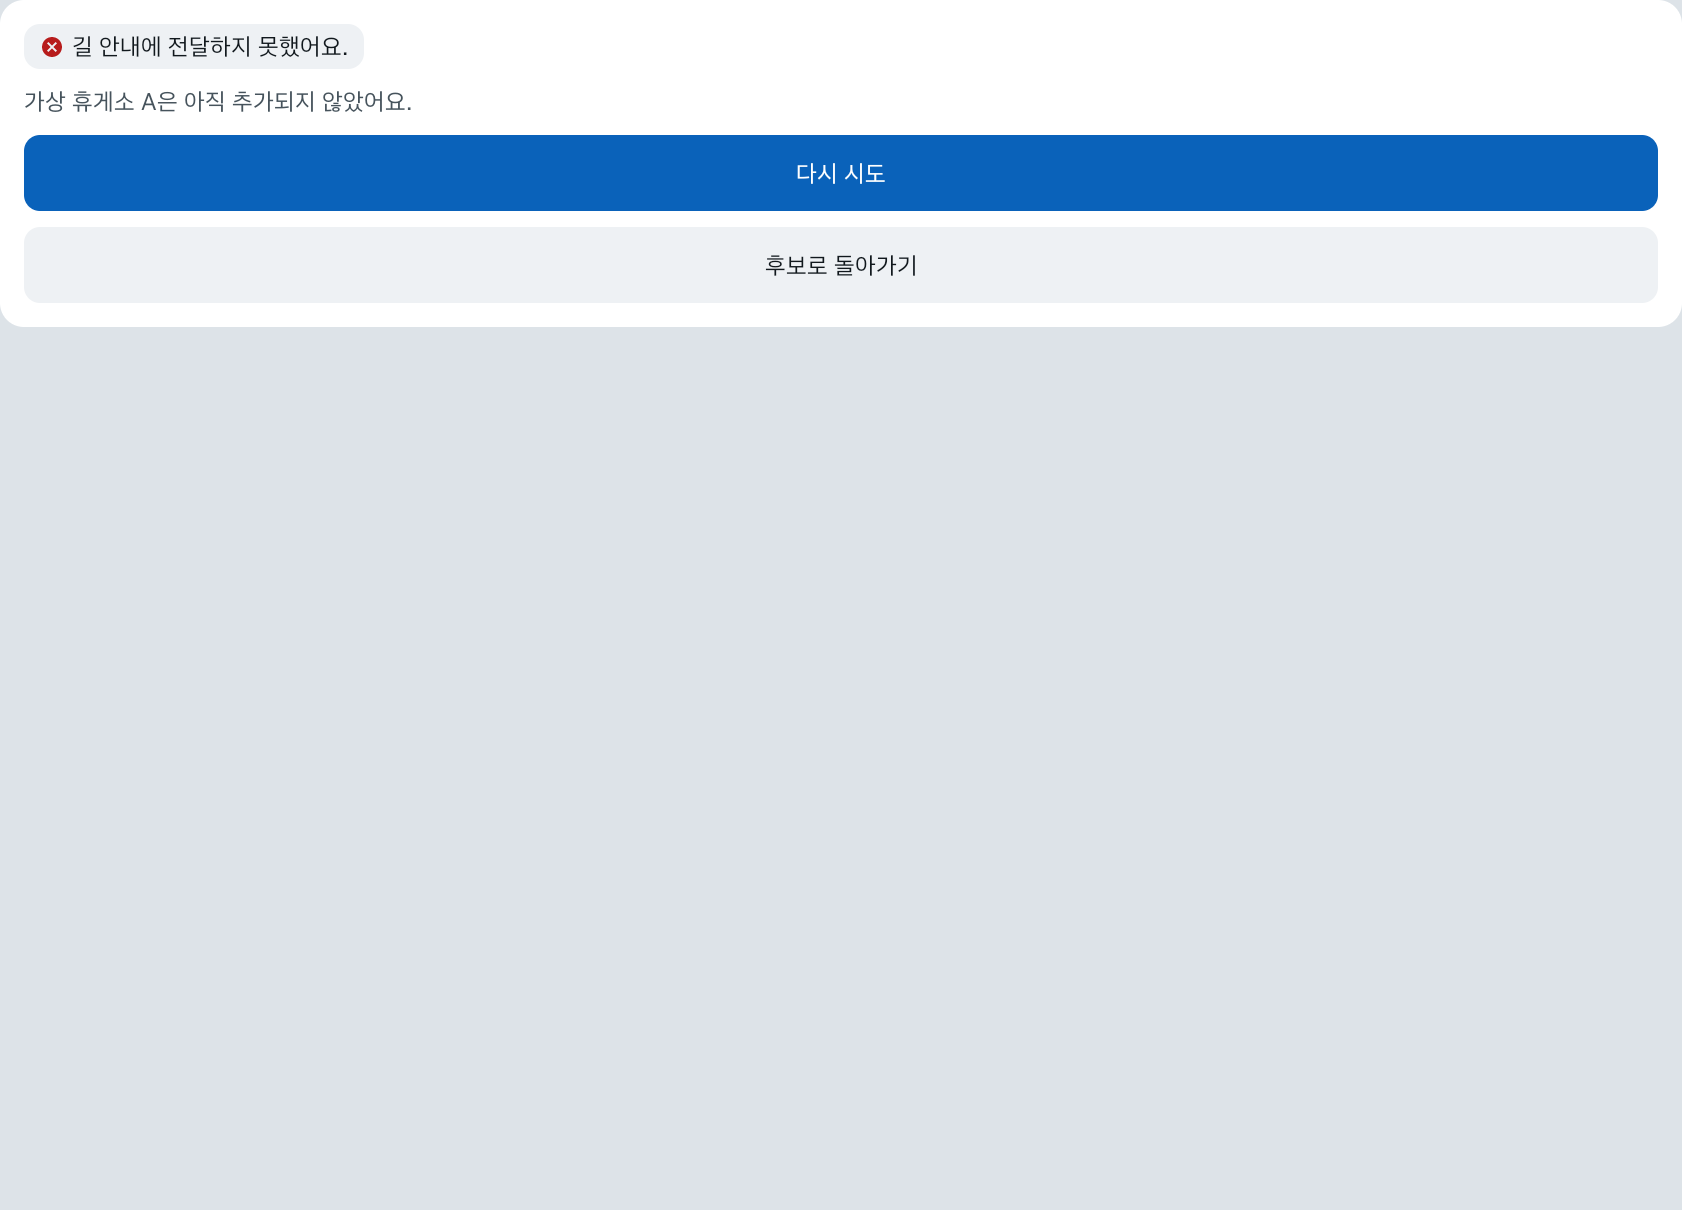 길 안내에 전달하지 못했어요.
가상 휴게소 A은 아직 추가되지 않았어요.
다시 시도
후보로 돌아가기